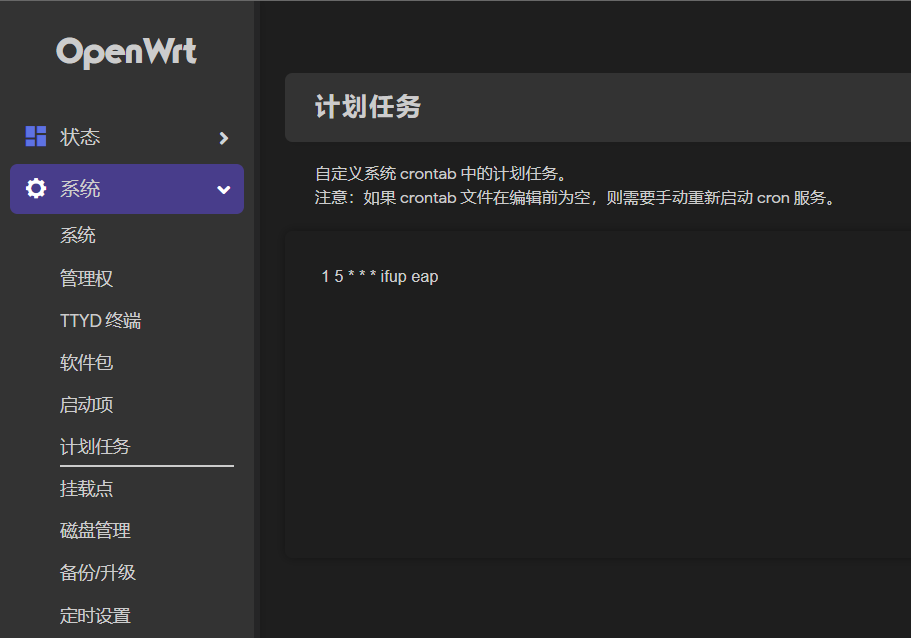 OpenWrt
状态
系统
系统
管理权
TTYD 终端
软件包
启动项
计划任务
挂载点
磁盘管理
备份/升级
定时设置
计划任务
自定义系统 crontab 中的计划任务。
注意：如果 crontab 文件在编辑前为空，则需要手动重新启动 cron 服务。
1 5 * * * ifup eap